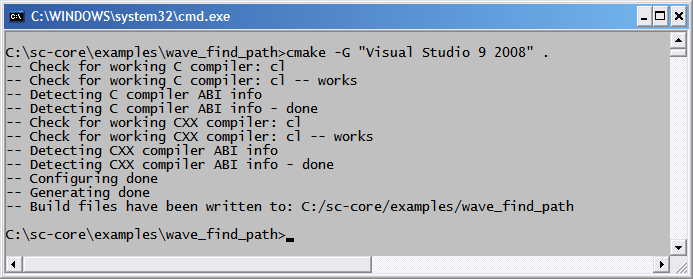 C:\WINDOWS\system32\cmd.exe
C:\sc-core\examples\wave_find_path>cmake -G "Visual Studio 9 2008" .
-- Check for working C compiler: cl
-- Check for working C compiler: cl -- works
-- Detecting C compiler ABI info
-- Detecting C compiler ABI info - done
-- Check for working CXX compiler: cl
-- Check for working CXX compiler: cl -- works
-- Detecting CXX compiler ABI info
-- Detecting CXX compiler ABI info - done
-- Configuring done
-- Generating done
-- Build files have been written to: C:/sc-core/examples/wave_find_path
C:\sc-core\examples\wave_find_path>